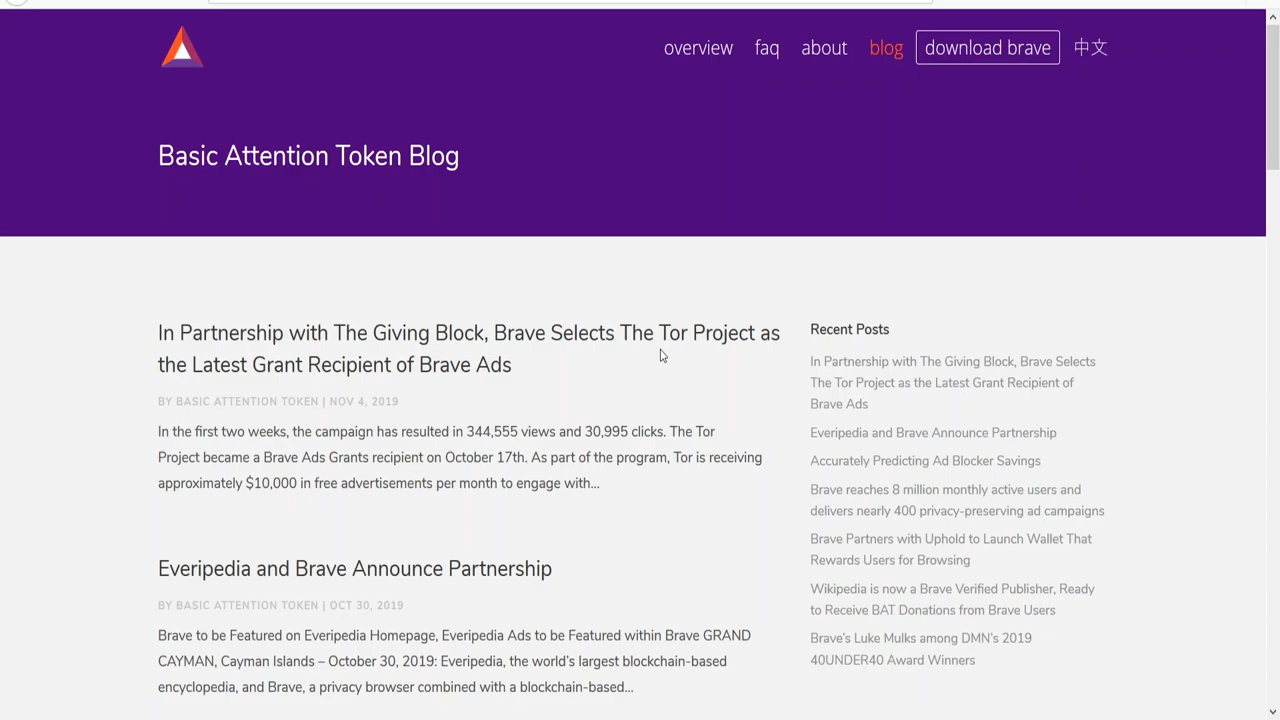 overview faq about blog download brave 中文
Basic Attention Token Blog
In Partnership with The Giving Block, Brave Selects The Tor Project as
the Latest Grant Recipient of Brave Ads
BY BASIC ATTENTION TOKEN | NOV 4, 2019
In the first two weeks, the campaign has resulted in 344,555 views and 30,995 clicks. The Tor
Project became a Brave Ads Grants recipient on October 17th. As part of the program, Tor is receiving
approximately $10,000 in free advertisements per month to engage with...
Everipedia and Brave Announce Partnership
BY BASIC ATTENTION TOKEN | OCT 30, 2019
Brave to be Featured on Everipedia Homepage, Everipedia Ads to be Featured within Brave GRAND
CAYMAN, Cayman Islands – October 30, 2019: Everipedia, the world's largest blockchain-based
encyclopedia, and Brave, a privacy browser combined with a blockchain-based...
Recent Posts
In Partnership with The Giving Block, Brave Selects
The Tor Project as the Latest Grant Recipient of
Brave Ads
Everipedia and Brave Announce Partnership
Accurately Predicting Ad Blocker Savings
Brave reaches 8 million monthly active users and
delivers nearly 400 privacy-preserving ad campaigns
Brave Partners with Uphold to Launch Wallet That
Rewards Users for Browsing
Wikipedia is now a Brave Verified Publisher, Ready
to Receive BAT Donations from Brave Users
Brave's Luke Mulks among DMN's 2019
40UNDER40 Award Winners